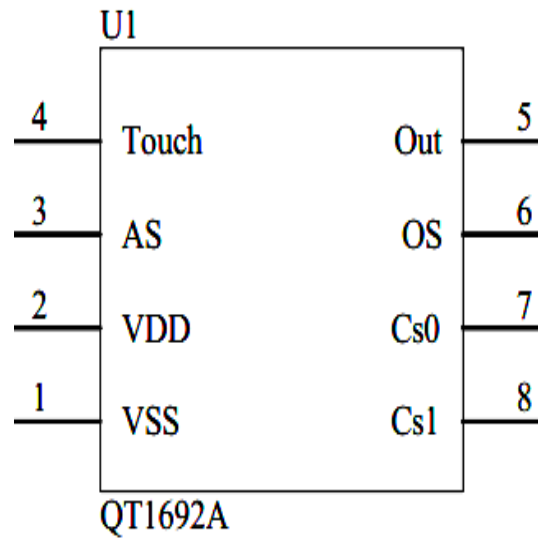 U1
4 Touch Out 5
3 AS OS 6
2 VDD Cs0 7
1 VSS Cs1 8
QT1692A